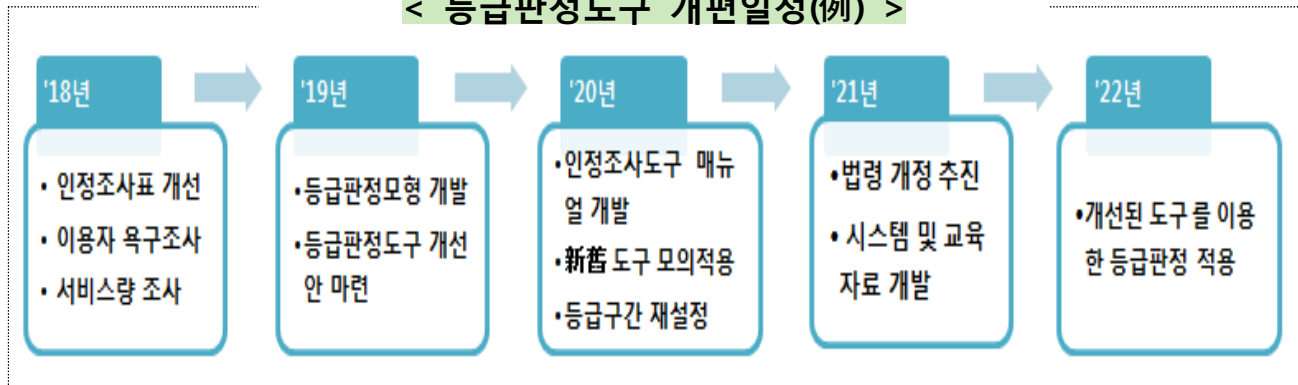 < 등급판정도구 개편일정(例) >
'18년
• 인정조사표 개선
• 이용자 욕구조사
• 서비스량 조사
'19년
•등급판정모형 개발
•등급판정도구 개선
안 마련
'20년
•인정조사도구 매뉴
얼 개발
•新舊 도구 모의적용
•등급구간 재설정
'21년
•법령 개정 추진
• 시스템 및 교육
자료 개발
'22년
•개선된 도구를 이용
한 등급판정 적용